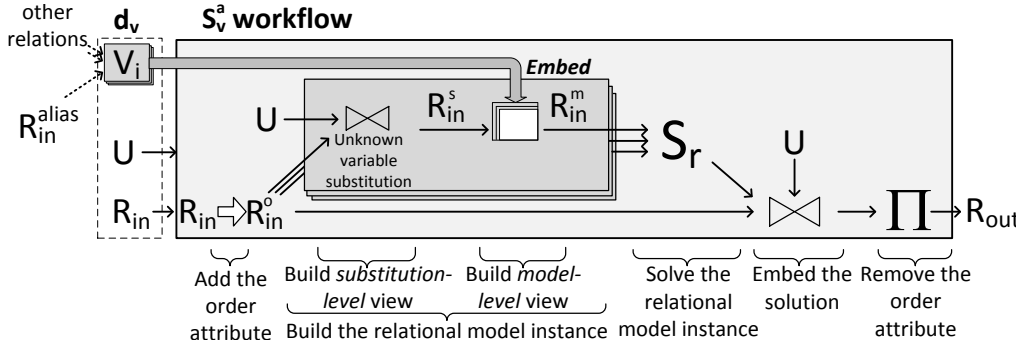 other
relations
d_v
S_v^a workflow
V_i
Embed
R_in^alias
U
R_in^s
R_in^m
Unknown
variable
substitution
S_r
U
U
R_in
R_in
R_in^o
∏
R_out
Add the
order
attribute
Build substitution-
level view
Build model-
level view
Build the relational model instance
Solve the
relational
model instance
Embed the
solution
Remove the
order
attribute